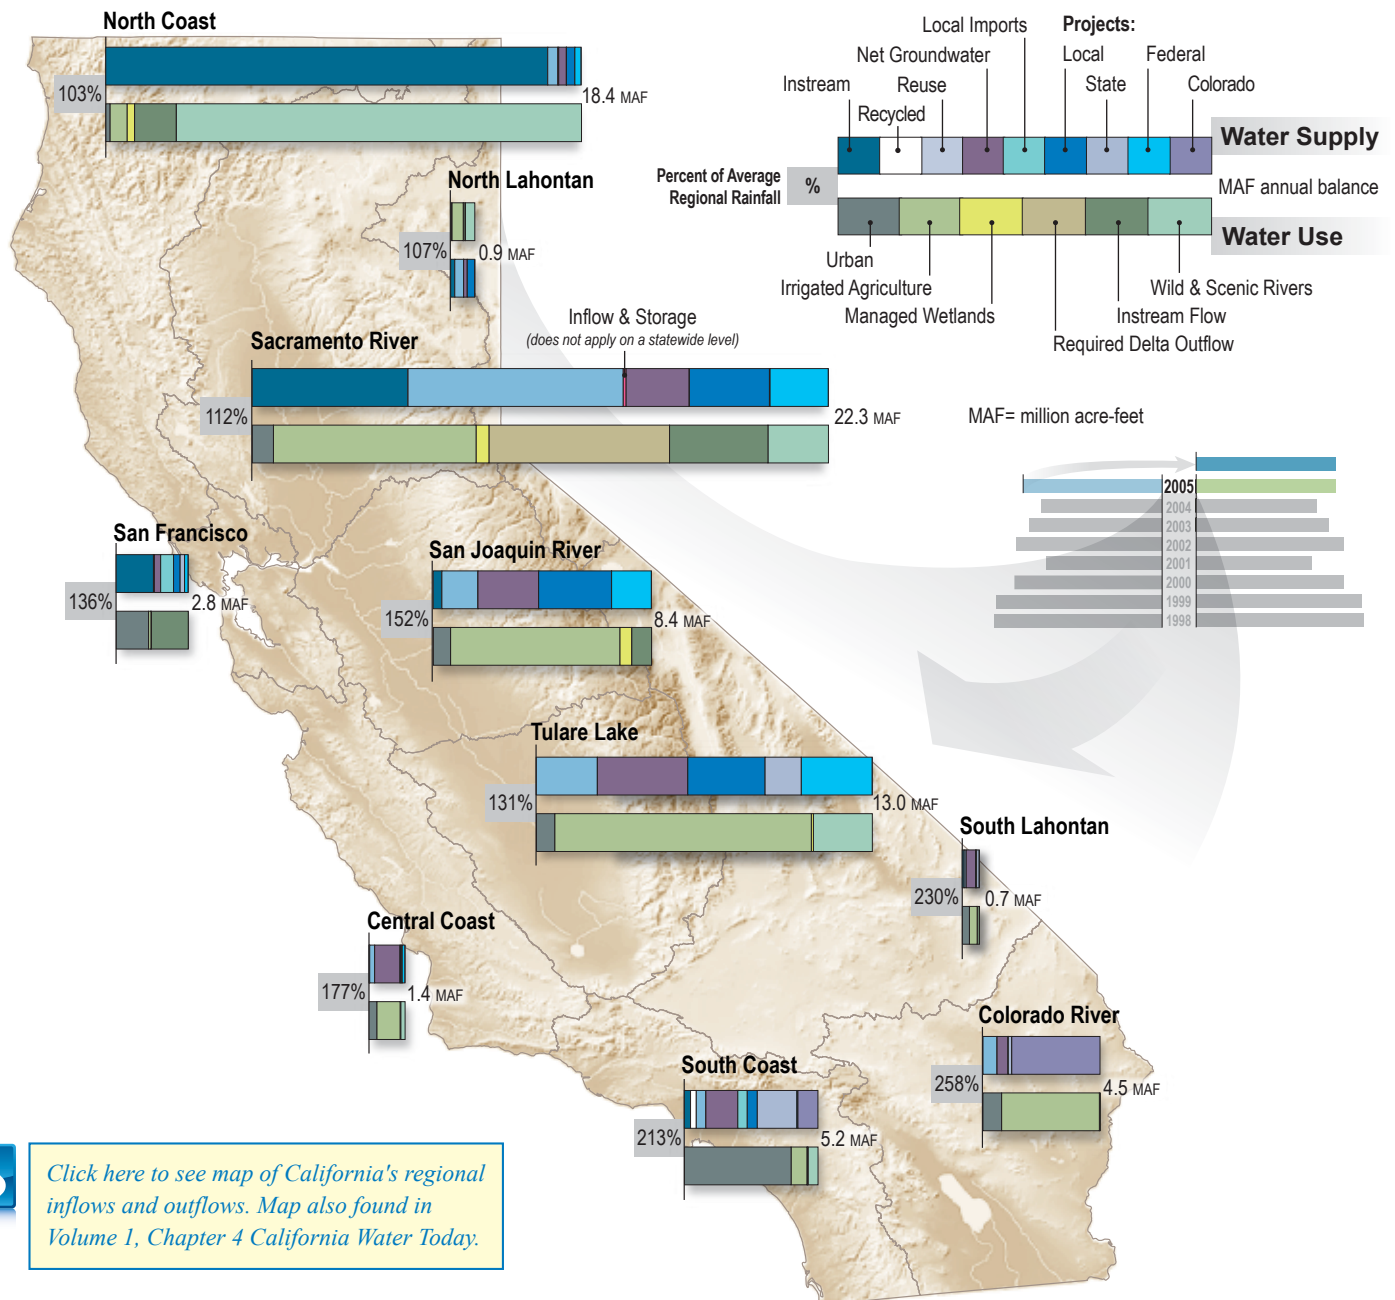 North Coast
103%
18.4 MAF
Local Imports
Projects:
Net Groundwater
Local
Federal
Instream
Reuse
State
Colorado
Recycled
Water Supply
Percent of Average
Regional Rainfall
%
MAF annual balance
Water Use
Urban
Irrigated Agriculture
Wild & Scenic Rivers
Managed Wetlands
Instream Flow
Required Delta Outflow
North Lahontan
107%
0.9 MAF
Inflow & Storage
(does not apply on a statewide level)
Sacramento River
112%
22.3 MAF
MAF= million acre-feet
2005
2004
2003
2002
2001
2000
1999
1998
San Francisco
136%
2.8 MAF
San Joaquin River
152%
8.4 MAF
Tulare Lake
131%
13.0 MAF
South Lahontan
230%
0.7 MAF
Central Coast
177%
1.4 MAF
Colorado River
258%
4.5 MAF
South Coast
213%
5.2 MAF
Click here to see map of California's regional
inflows and outflows. Map also found in
Volume 1, Chapter 4 California Water Today.